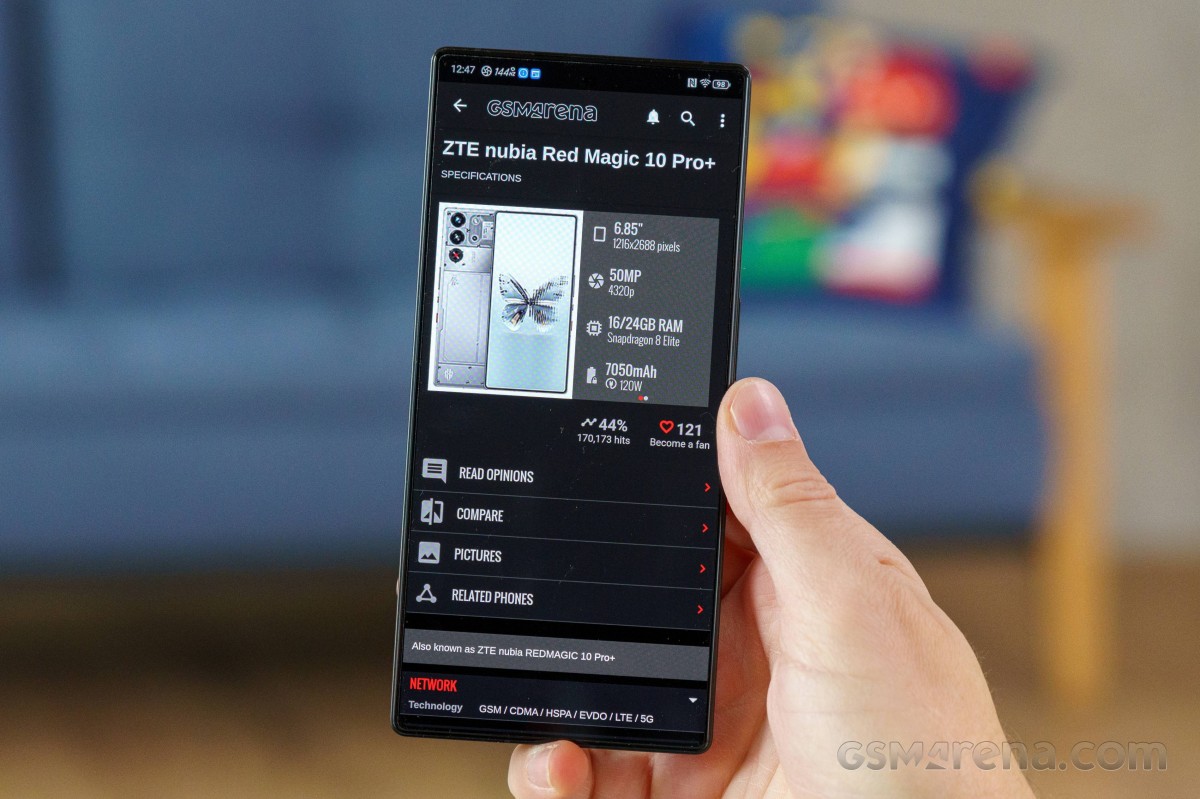 12:47 144Hz 98
GSMArena
ZTE nubia Red Magic 10 Pro+
SPECIFICATIONS
6.85"
1216x2688 pixels
50MP
4320p
16/24GB RAM
Snapdragon 8 Elite
7050mAh
120W
44%
170,173 hits
121
Become a fan
READ OPINIONS
COMPARE
PICTURES
RELATED PHONES
Also known as ZTE nubia REDMAGIC 10 Pro+
NETWORK
Technology GSM / CDMA / HSPA / EVDO / LTE / 5G
GSMArena.com